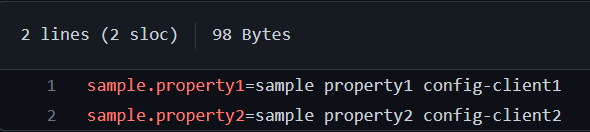 2 lines (2 sloc) 98 Bytes
1 sample.property1=sample property1 config-client1
2 sample.property2=sample property2 config-client2